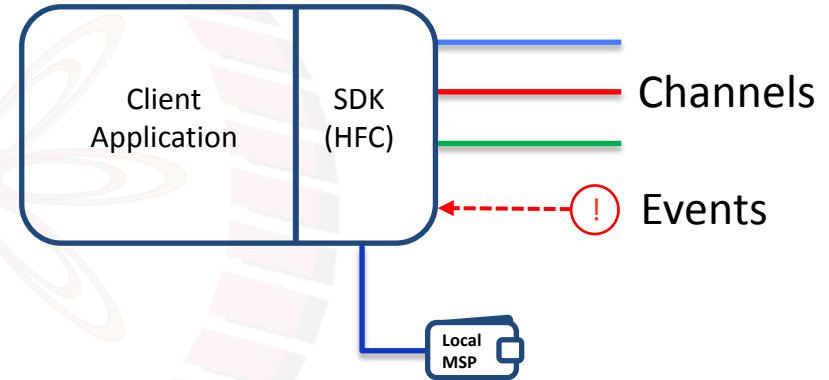 Client
Application
SDK
(HFC)
Channels
!
Events
Local
MSP